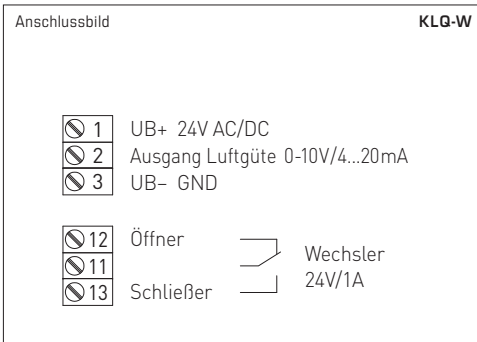 Anschlussbild KLQ-W
1 UB+ 24V AC/DC
2 Ausgang Luftgüte 0-10V/4...20mA
3 UB– GND
12 Öffner
11
13 Schließer
Wechsler
24V/1A